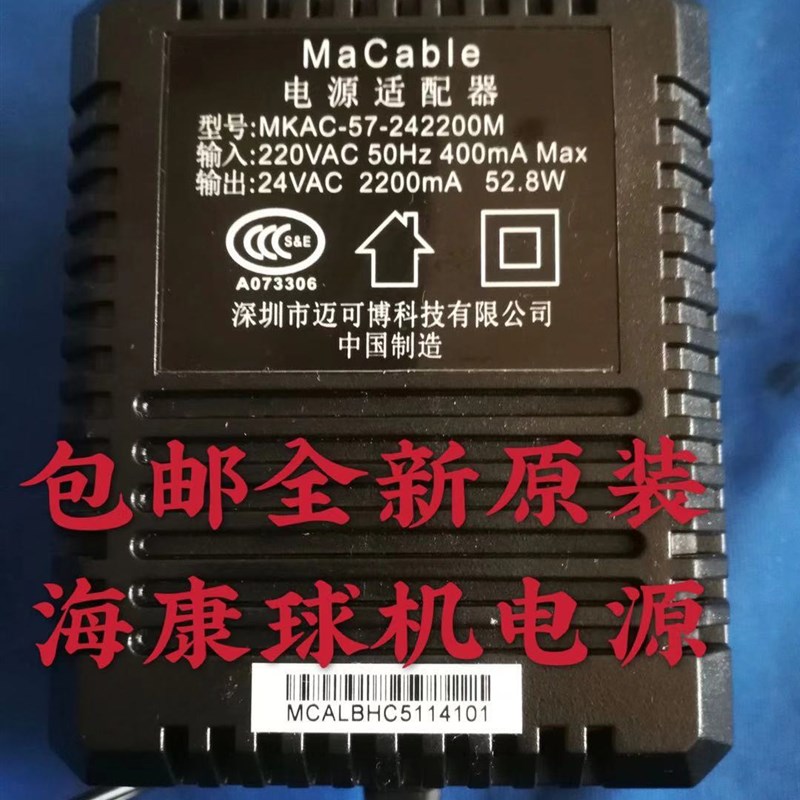 MaCable
电源适配器
型号:MKAC-57-242200M
输入:220VAC 50Hz 400mA Max
输出:24VAC 2200mA 52.8W
CCC S&E
A073306
深圳市迈可博科技有限公司
中国制造
包邮全新原装
海康球机电源
MCALBHC5114101